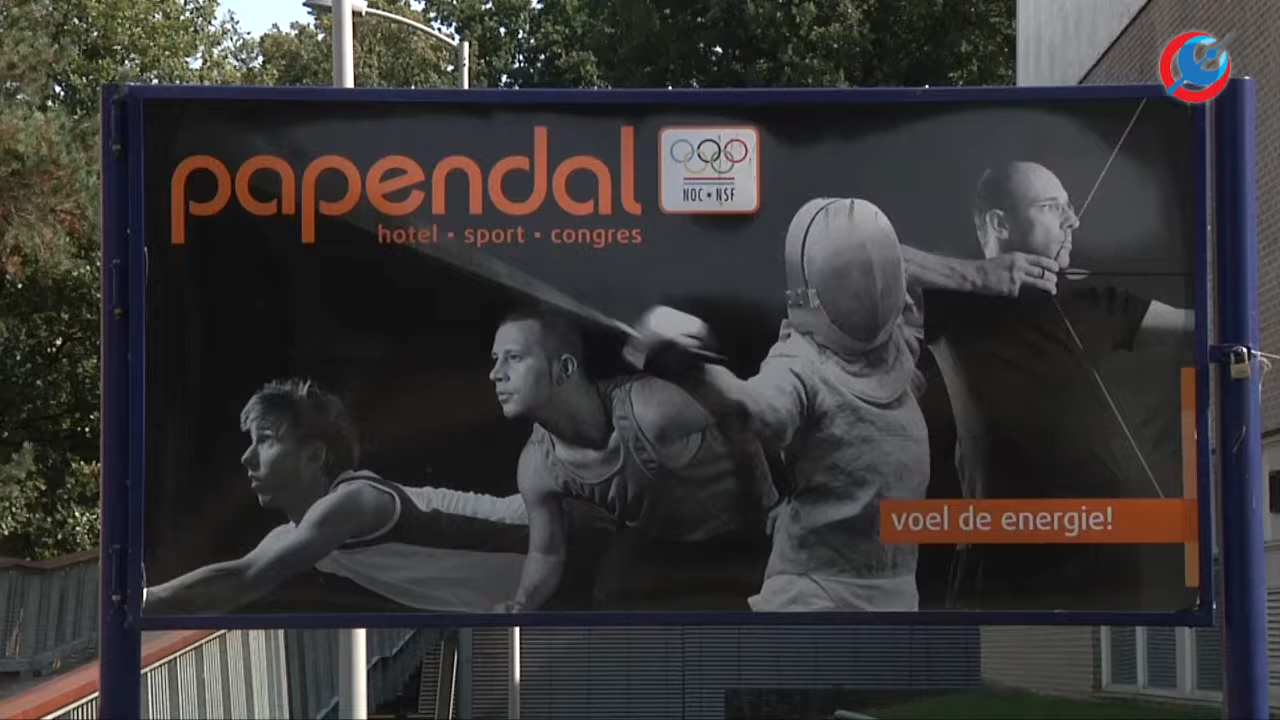 papendal
hotel • sport • congres
NOC*NSF
voel de energie!